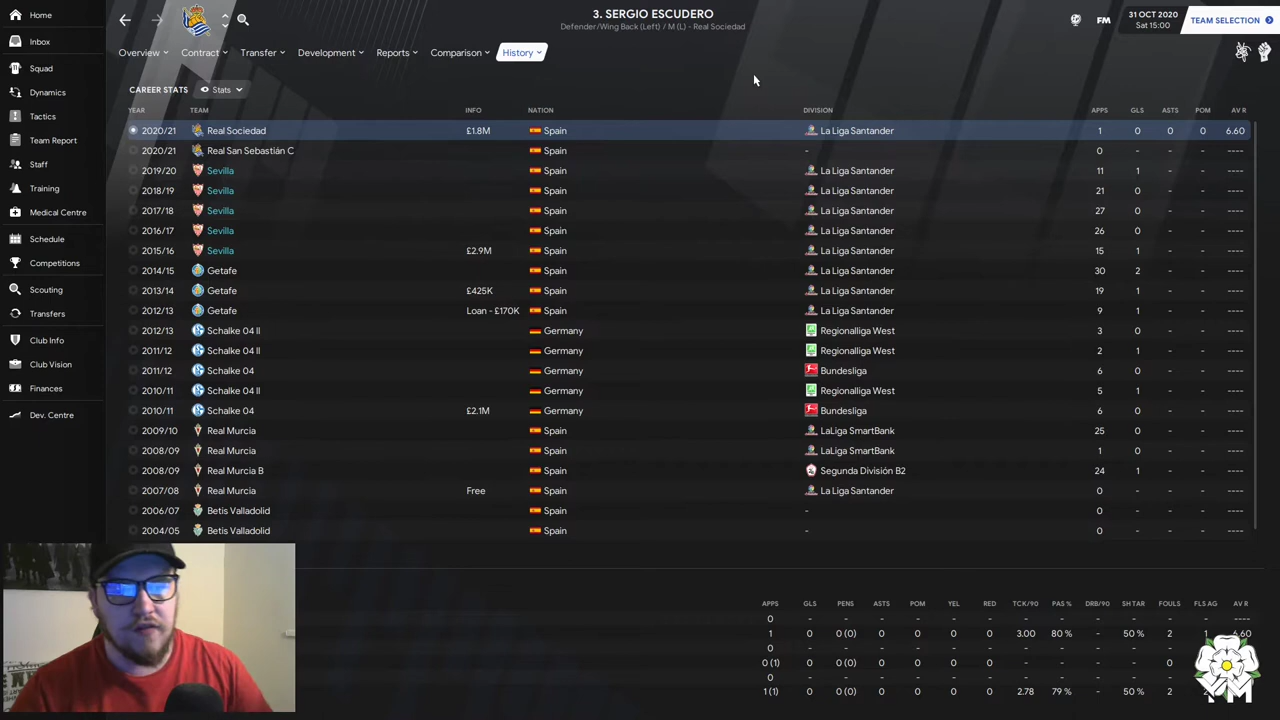 Home
3. SERGIO ESCUDERO
Defender/Wing Back (Left) / M (L) - Real Sociedad
FM
31 OCT 2020
Sat 15:00
TEAM SELECTION
Inbox
Squad
Dynamics
Tactics
Team Report
Staff
Training
Medical Centre
Schedule
Competitions
Scouting
Transfers
Club Info
Club Vision
Finances
Dev. Centre
Overview Contract Transfer Development Reports Comparison History
CAREER STATS Stats
YEAR TEAM INFO NATION DIVISION APPS GLS ASTS POM AV R
2020/21 Real Sociedad £1.8M Spain La Liga Santander 1 0 0 0 6.60
2020/21 Real San Sebastián C Spain - 0 - - - ----
2019/20 Sevilla Spain La Liga Santander 11 1 - - ----
2018/19 Sevilla Spain La Liga Santander 21 0 - - ----
2017/18 Sevilla Spain La Liga Santander 27 0 - - ----
2016/17 Sevilla Spain La Liga Santander 26 0 - - ----
2015/16 Sevilla £2.9M Spain La Liga Santander 15 1 - - ----
2014/15 Getafe Spain La Liga Santander 30 2 - - ----
2013/14 Getafe £425K Spain La Liga Santander 19 1 - - ----
2012/13 Getafe Loan - £170K Spain La Liga Santander 9 1 - - ----
2012/13 Schalke 04 II Germany Regionalliga West 3 0 - - ----
2011/12 Schalke 04 II Germany Regionalliga West 2 1 - - ----
2011/12 Schalke 04 Germany Bundesliga 6 0 - - ----
2010/11 Schalke 04 II Germany Regionalliga West 5 1 - - ----
2010/11 Schalke 04 £2.1M Germany Bundesliga 6 0 - - ----
2009/10 Real Murcia Spain LaLiga SmartBank 25 0 - - ----
2008/09 Real Murcia Spain LaLiga SmartBank 1 0 - - ----
2008/09 Real Murcia B Spain Segunda División B2 24 1 - - ----
2007/08 Real Murcia Free Spain La Liga Santander 0 - - - ----
2006/07 Betis Valladolid Spain - 0 - - - ----
2004/05 Betis Valladolid Spain - 0 - - - ----
APPS GLS PENS ASTS POM YEL RED TCK/90 PAS % DRB/90 SH TAR FOULS FLS AG AV R
0 - - - - - - - - - - - - ----
1 0 0 (0) 0 0 0 0 3.00 80 % - 50 % 2 1 6.60
0 - - - - - - - - - - - -
0 (1) 0 0 (0) 0 0 0 0 - - - - 0
0 - - - - - - - - - - - -
1 (1) 0 0 (0) 0 0 0 0 2.78 79 % - 50 % 2